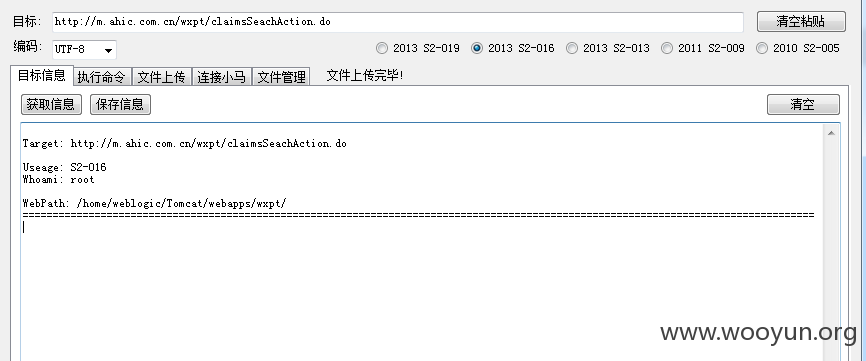 目标: http://m.ahic.com.cn/wxpt/claimsSeachAction.do 清空粘贴
编码: UTF-8 2013 S2-019 2013 S2-016 2013 S2-013 2011 S2-009 2010 S2-005
目标信息 执行命令 文件上传 连接小马 文件管理 文件上传完毕!
获取信息 保存信息 清空
Target: http://m.ahic.com.cn/wxpt/claimsSeachAction.do
Useage: S2-016
Whoami: root
WebPath: /home/weblogic/Tomcat/webapps/wxpt/
====================================================================================================================================
www.wooyun.org